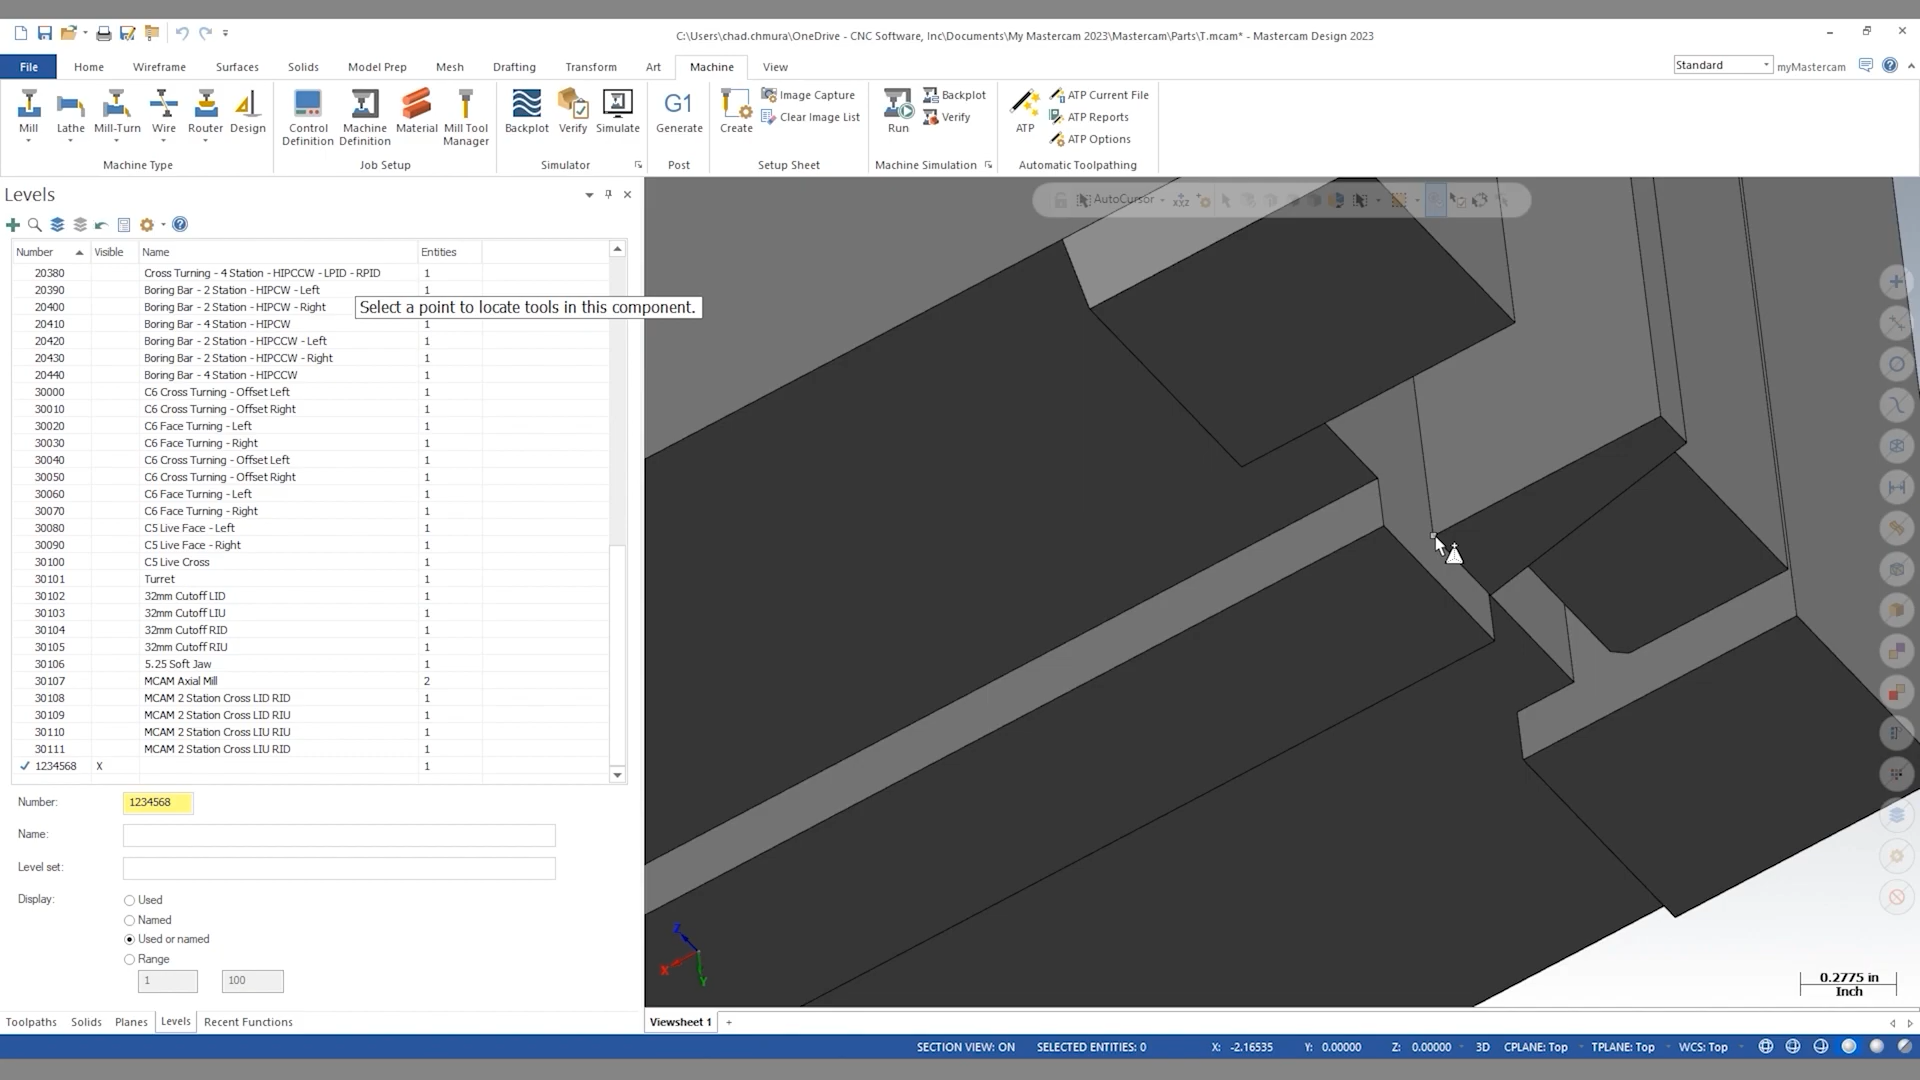 C:\Users\chad.chmura\OneDrive - CNC Software, Inc\Documents\My Mastercam 2023\Mastercam\Parts\T.mcam* - Mastercam Design 2023
File Home Wireframe Surfaces Solids Model Prep Mesh Drafting Transform Art Machine View
Standard myMastercam
Mill Lathe Mill-Turn Wire Router Design
Machine Type
Control Definition Machine Definition Material Mill Tool Manager
Job Setup
Backplot Verify Simulate
Simulator
G1
Generate
Post
Create Image Capture
Clear Image List
Setup Sheet
Run Backplot
Verify
Machine Simulation
ATP ATP Current File
ATP Reports
ATP Options
Automatic Toolpathing
Levels
Number Visible Name Entities
20380 Cross Turning - 4 Station - HIPCCW - LPID - RPID 1
20390 Boring Bar - 2 Station - HIPCW - Left 1
20400 Boring Bar - 2 Station - HIPCW - Right
Select a point to locate tools in this component.
20410 Boring Bar - 4 Station - HIPCW 1
20420 Boring Bar - 2 Station - HIPCCW - Left 1
20430 Boring Bar - 2 Station - HIPCCW - Right 1
20440 Boring Bar - 4 Station - HIPCCW 1
30000 C6 Cross Turning - Offset Left 1
30010 C6 Cross Turning - Offset Right 1
30020 C6 Face Turning - Left 1
30030 C6 Face Turning - Right 1
30040 C6 Cross Turning - Offset Left 1
30050 C6 Cross Turning - Offset Right 1
30060 C6 Face Turning - Left 1
30070 C6 Face Turning - Right 1
30080 C5 Live Face - Left 1
30090 C5 Live Face - Right 1
30100 C5 Live Cross 1
30101 Turret 1
30102 32mm Cutoff LID 1
30103 32mm Cutoff LIU 1
30104 32mm Cutoff RID 1
30105 32mm Cutoff RIU 1
30106 5.25 Soft Jaw 1
30107 MCAM Axial Mill 2
30108 MCAM 2 Station Cross LID RID 1
30109 MCAM 2 Station Cross LID RIU 1
30110 MCAM 2 Station Cross LIU RIU 1
30111 MCAM 2 Station Cross LIU RID 1
1234568 X 1
Number: 1234568
Name:
Level set:
Display: Used
Named
Used or named
Range
1 100
Toolpaths Solids Planes Levels Recent Functions
AutoCursor
Z
X
Y
0.2775 in
Inch
Viewsheet 1 +
SECTION VIEW: ON SELECTED ENTITIES: 0 X: -2.16535 Y: 0.00000 Z: 0.00000 3D CPLANE: Top TPLANE: Top WCS: Top